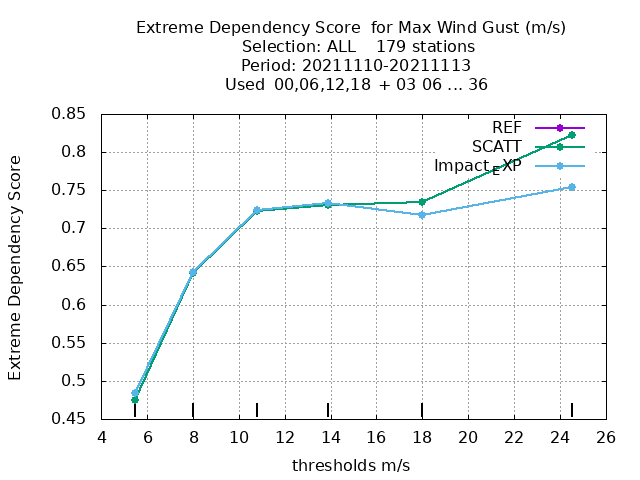 Extreme Dependency Score  for Max Wind Gust (m/s)
Selection: ALL    179 stations
Period: 20211110-20211113
Used  00,06,12,18  + 03 06 ... 36
Extreme Dependency Score
0.85
0.8
0.75
0.7
0.65
0.6
0.55
0.5
0.45
REF
SCATT
Impact_EXP
4 6 8 10 12 14 16 18 20 22 24 26
thresholds m/s